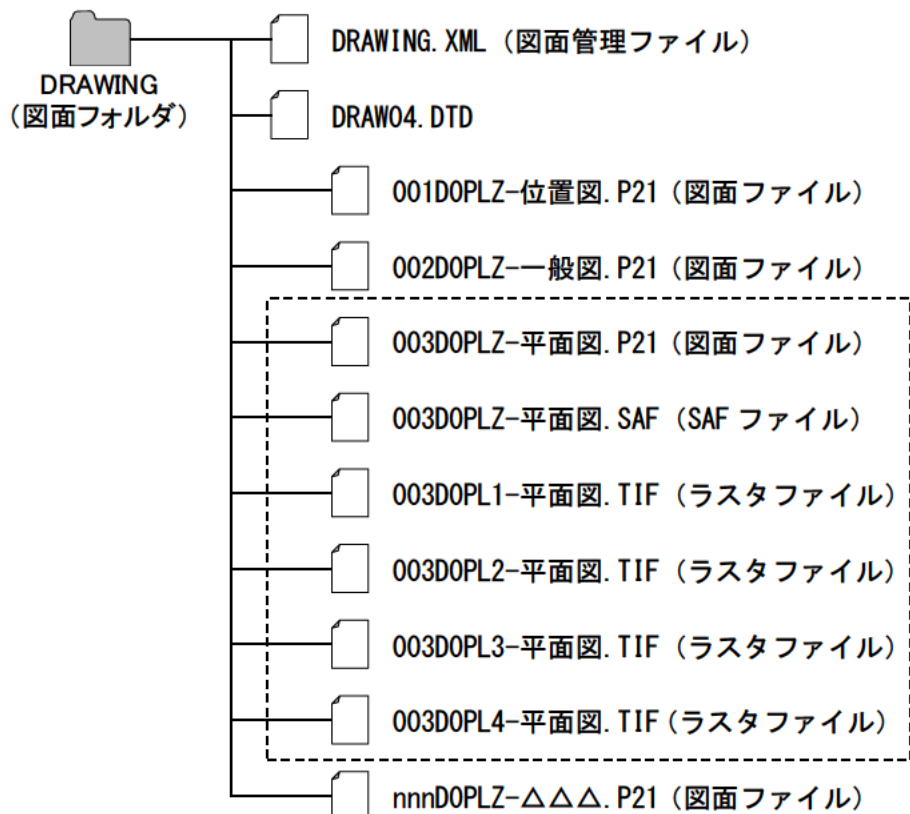 DRAWING.XML（図面管理ファイル）
DRAWING
（図面フォルダ）
DRAW04.DTD
001D0PLZ-位置図.P21（図面ファイル）
002D0PLZ-一般図.P21（図面ファイル）
003D0PLZ-平面図.P21（図面ファイル）
003D0PLZ-平面図.SAF（SAF ファイル）
003D0PL1-平面図.TIF（ラスタファイル）
003D0PL2-平面図.TIF（ラスタファイル）
003D0PL3-平面図.TIF（ラスタファイル）
003D0PL4-平面図.TIF（ラスタファイル）
nnnD0PLZ-△△△.P21（図面ファイル）